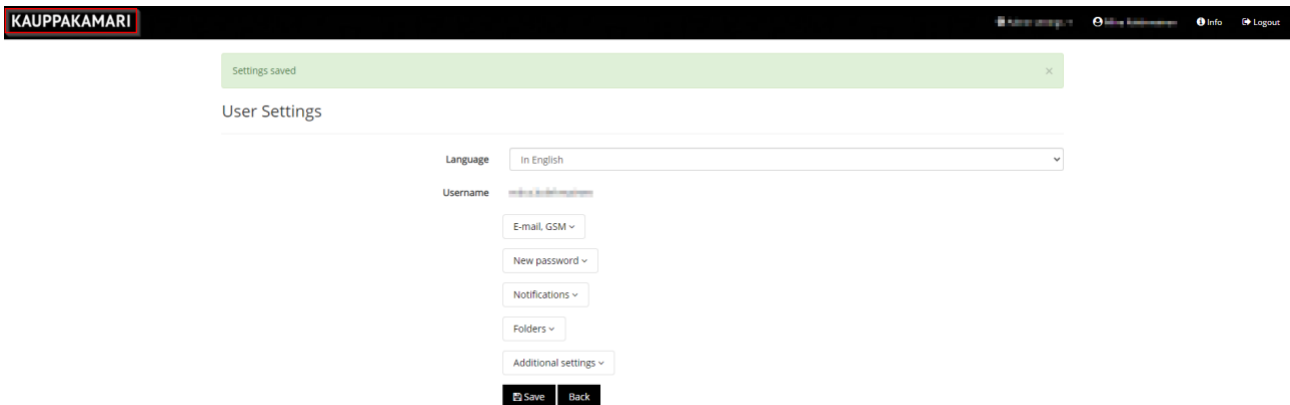 KAUPPAKAMARI
Info Logout
Settings saved ×
User Settings
Language In English
Username
E-mail, GSM
New password
Notifications
Folders
Additional settings
Save Back